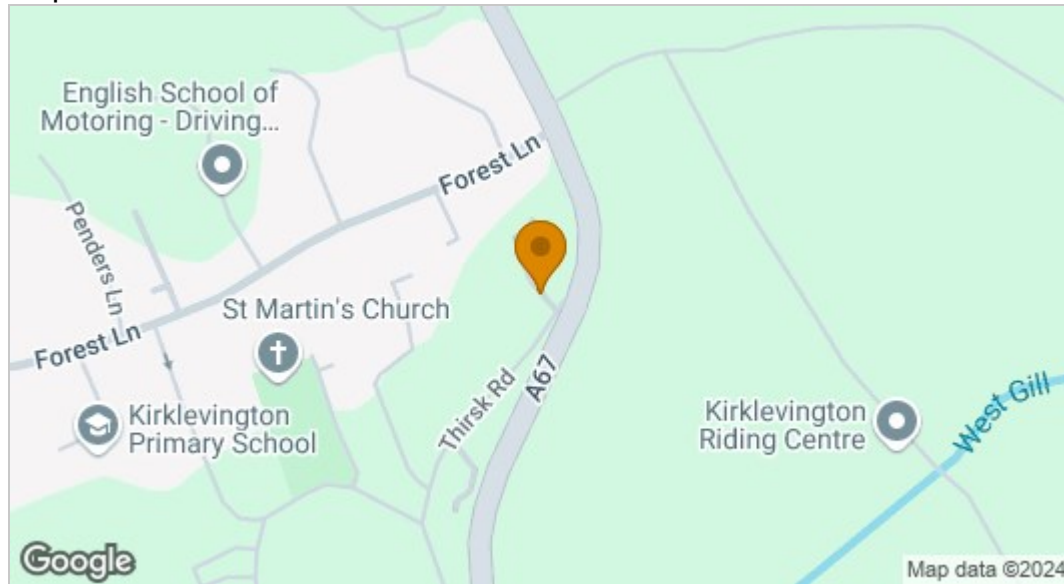 English School of
Motoring - Driving...
Forest Ln
Penders Ln
St Martin's Church
Forest Ln
Thirsk Rd
A67
Kirklevington
Primary School
Kirklevington
Riding Centre
West Gill
Google
Map data ©2024